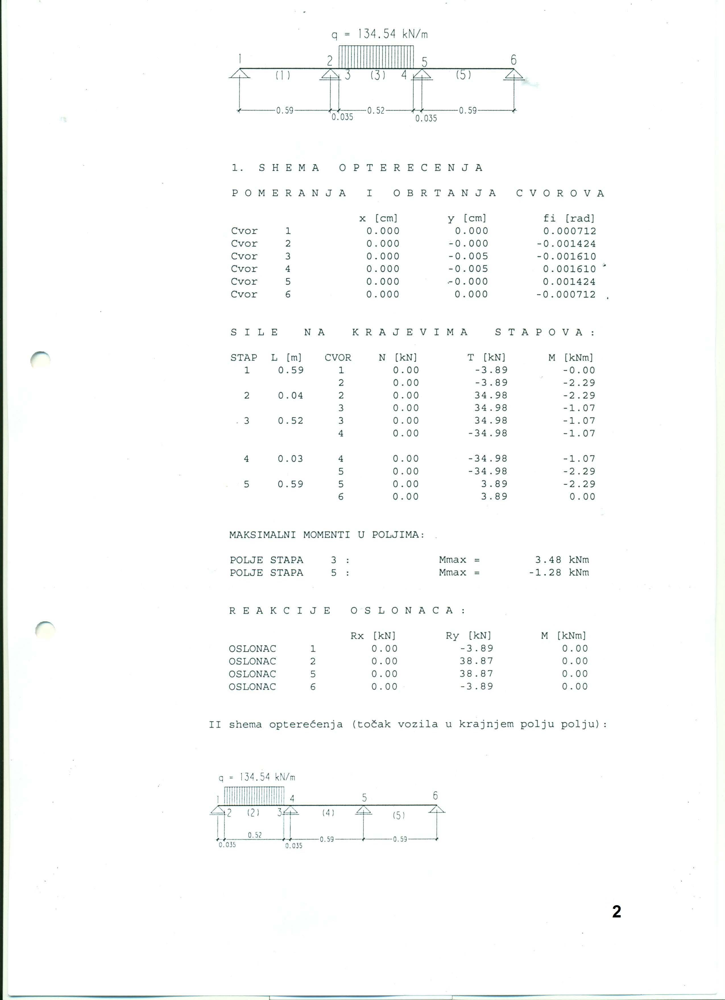 q = 134.54 kN/m
1 2 5 6
(1) 3 (3) 4 (5)
0.59 0.52 0.59
0.035 0.035
1. SHEMA OPTERECENJA
POMERANJA I OBRTANJA CVOROVA
x [cm] y [cm] fi [rad]
Cvor 1 0.000 0.000 0.000712
Cvor 2 0.000 -0.000 -0.001424
Cvor 3 0.000 -0.005 -0.001610
Cvor 4 0.000 -0.005 0.001610
Cvor 5 0.000 -0.000 0.001424
Cvor 6 0.000 0.000 -0.000712
SILE NA KRAJEVIMA STAPOVA:
STAP L [m] CVOR N [kN] T [kN] M [kNm]
1 0.59 1 0.00 -3.89 -0.00
2 0.00 -3.89 -2.29
2 0.04 2 0.00 34.98 -2.29
3 0.00 34.98 -1.07
3 0.52 3 0.00 34.98 -1.07
4 0.00 -34.98 -1.07
4 0.03 4 0.00 -34.98 -1.07
5 0.00 -34.98 -2.29
5 0.59 5 0.00 3.89 -2.29
6 0.00 3.89 0.00
MAKSIMALNI MOMENTI U POLJIMA:
POLJE STAPA 3 : Mmax = 3.48 kNm
POLJE STAPA 5 : Mmax = -1.28 kNm
REAKCIJE OSLONACA:
Rx [kN] Ry [kN] M [kNm]
OSLONAC 1 0.00 -3.89 0.00
OSLONAC 2 0.00 38.87 0.00
OSLONAC 5 0.00 38.87 0.00
OSLONAC 6 0.00 -3.89 0.00
II shema opterećenja (točak vozila u krajnjem polju polju):
q = 134.54 kN/m
1 4 5 6
2 (2) 3 (4) (5)
0.52 0.59 0.59
0.035 0.035
2